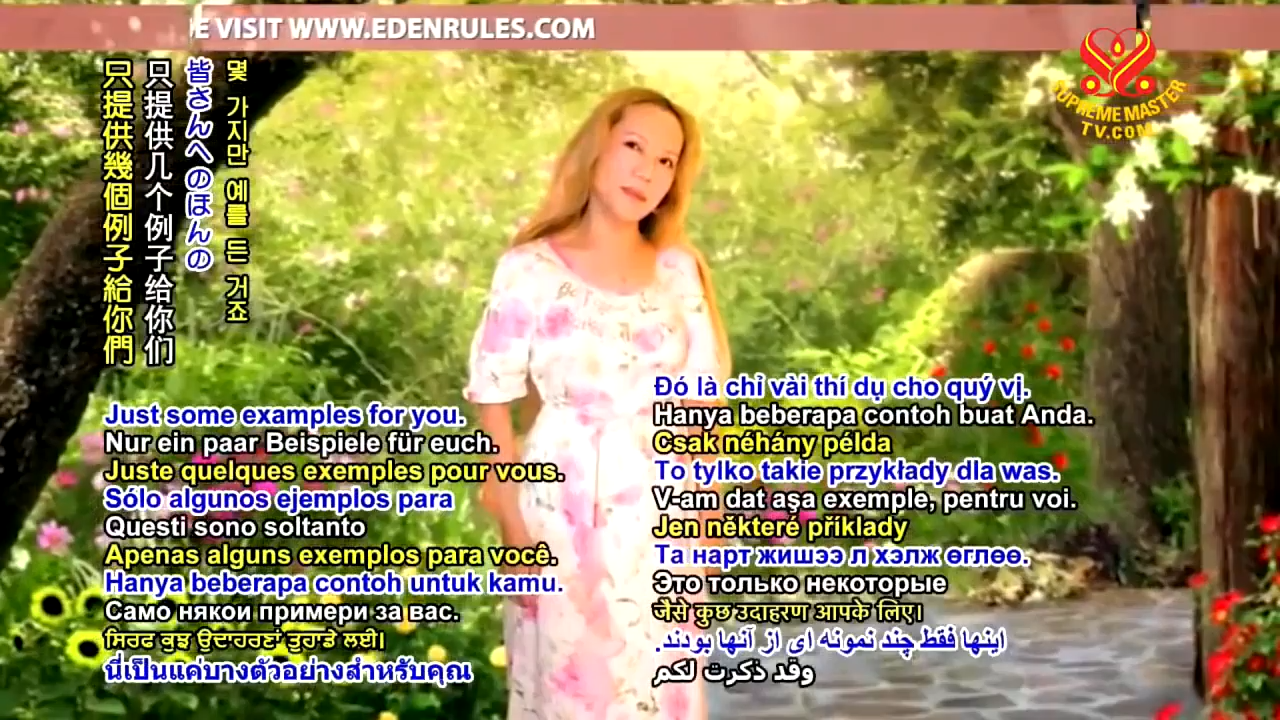 E VISIT WWW.EDENRULES.COM
SUPREME MASTER
TV.COM
只提供幾個例子給你們
只提供几个例子给你们
皆さんへのほんの
몇 가지만 예를 든 거죠
Just some examples for you.
Nur ein paar Beispiele für euch.
Juste quelques exemples pour vous.
Sólo algunos ejemplos para
Questi sono soltanto
Apenas alguns exemplos para você.
Hanya beberapa contoh untuk kamu.
Само някои примери за вас.
ਸਿਰਫ ਕੁਝ ਉਦਾਹਰਣਾਂ ਤੁਹਾਡੇ ਲਈ।
นี่เป็นแค่บางตัวอย่างสำหรับคุณ
Đó là chỉ vài thí dụ cho quý vị.
Hanya beberapa contoh buat Anda.
Csak néhány példa
To tylko takie przykłady dla was.
V-am dat aşa exemple, pentru voi.
Jen některé příklady
Та нарт жишээ л хэлж өглөө.
Это только некоторые
जैसे कुछ उदाहरण आपके लिए।
اینها فقط چند نمونه ای از آنها بودند.
وقد ذكرت لكم